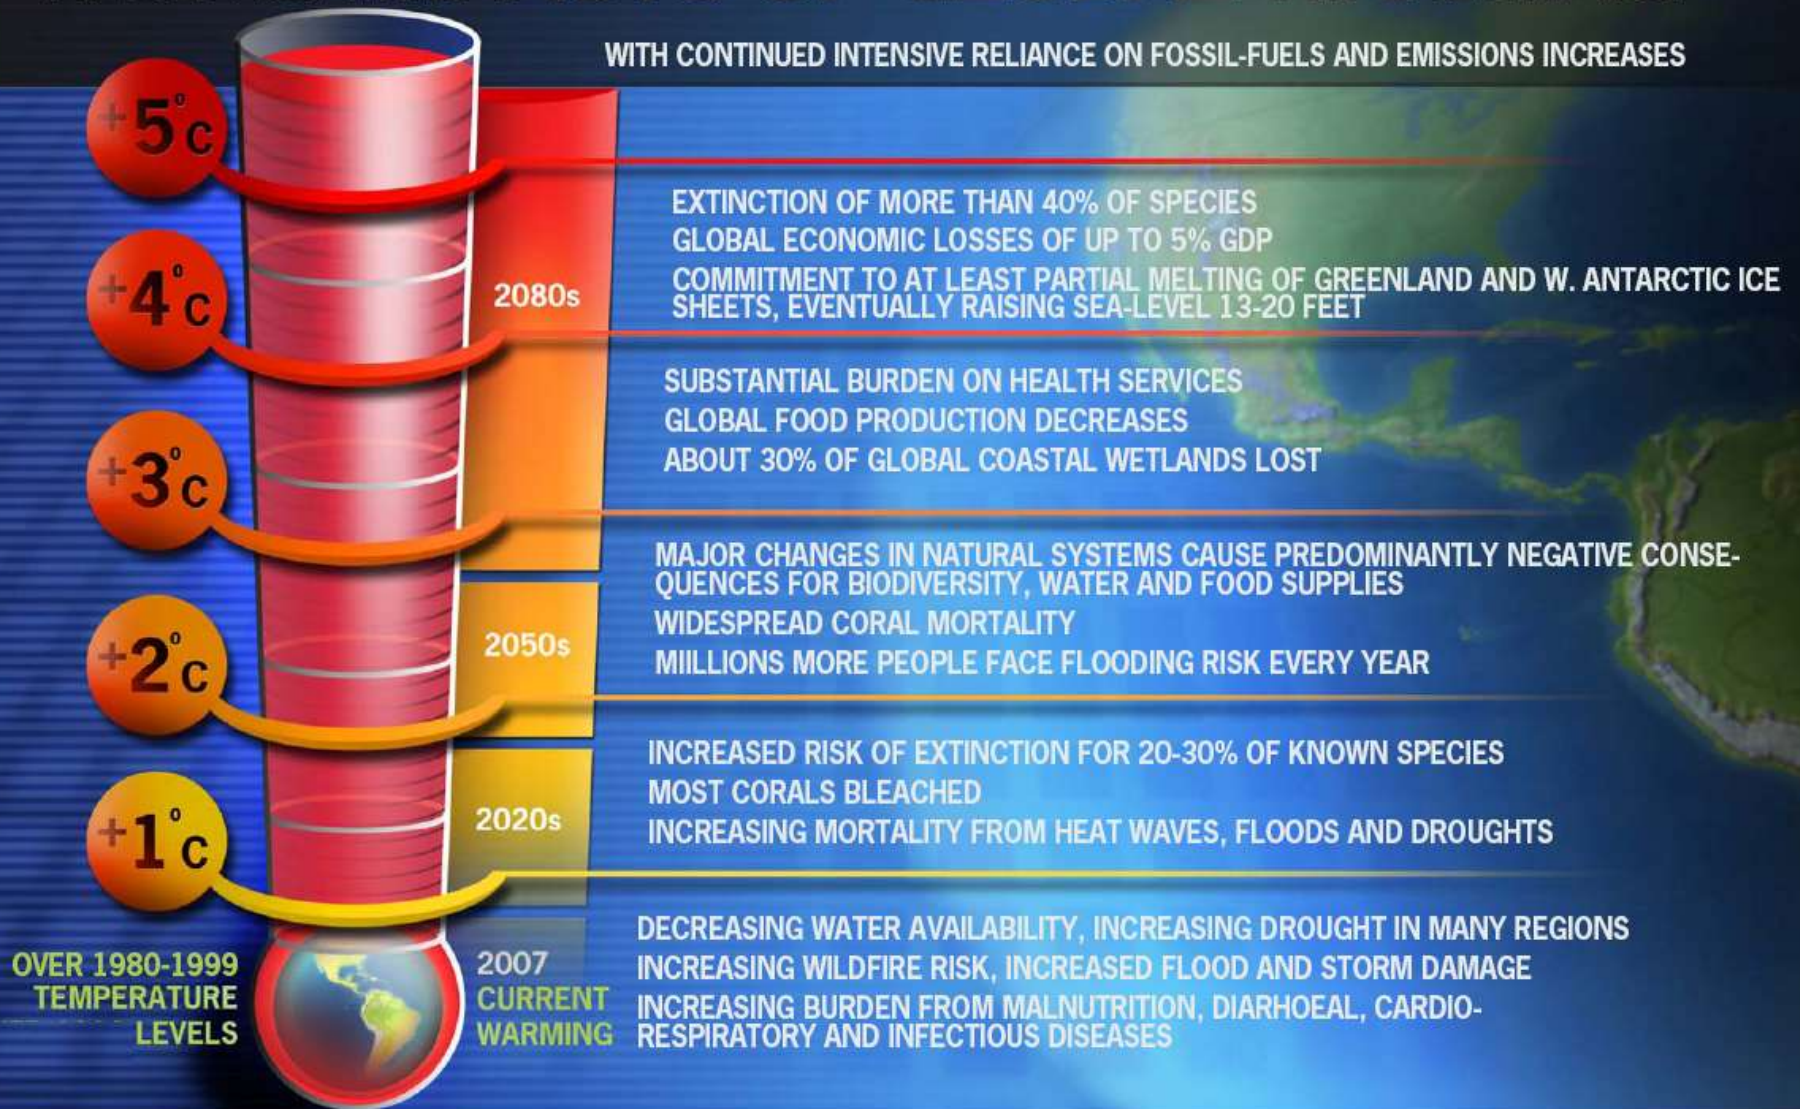 WITH CONTINUED INTENSIVE RELIANCE ON FOSSIL-FUELS AND EMISSIONS INCREASES
+5°C
EXTINCTION OF MORE THAN 40% OF SPECIES
GLOBAL ECONOMIC LOSSES OF UP TO 5% GDP
COMMITMENT TO AT LEAST PARTIAL MELTING OF GREENLAND AND W. ANTARCTIC ICE
SHEETS, EVENTUALLY RAISING SEA-LEVEL 13-20 FEET
+4°C
2080s
SUBSTANTIAL BURDEN ON HEALTH SERVICES
GLOBAL FOOD PRODUCTION DECREASES
ABOUT 30% OF GLOBAL COASTAL WETLANDS LOST
+3°C
MAJOR CHANGES IN NATURAL SYSTEMS CAUSE PREDOMINANTLY NEGATIVE CONSE-
QUENCES FOR BIODIVERSITY, WATER AND FOOD SUPPLIES
WIDESPREAD CORAL MORTALITY
MIILLIONS MORE PEOPLE FACE FLOODING RISK EVERY YEAR
+2°C
2050s
INCREASED RISK OF EXTINCTION FOR 20-30% OF KNOWN SPECIES
MOST CORALS BLEACHED
INCREASING MORTALITY FROM HEAT WAVES, FLOODS AND DROUGHTS
+1°C
2020s
DECREASING WATER AVAILABILITY, INCREASING DROUGHT IN MANY REGIONS
INCREASING WILDFIRE RISK, INCREASED FLOOD AND STORM DAMAGE
INCREASING BURDEN FROM MALNUTRITION, DIARHOEAL, CARDIO-
RESPIRATORY AND INFECTIOUS DISEASES
OVER 1980-1999
TEMPERATURE
LEVELS
2007
CURRENT
WARMING